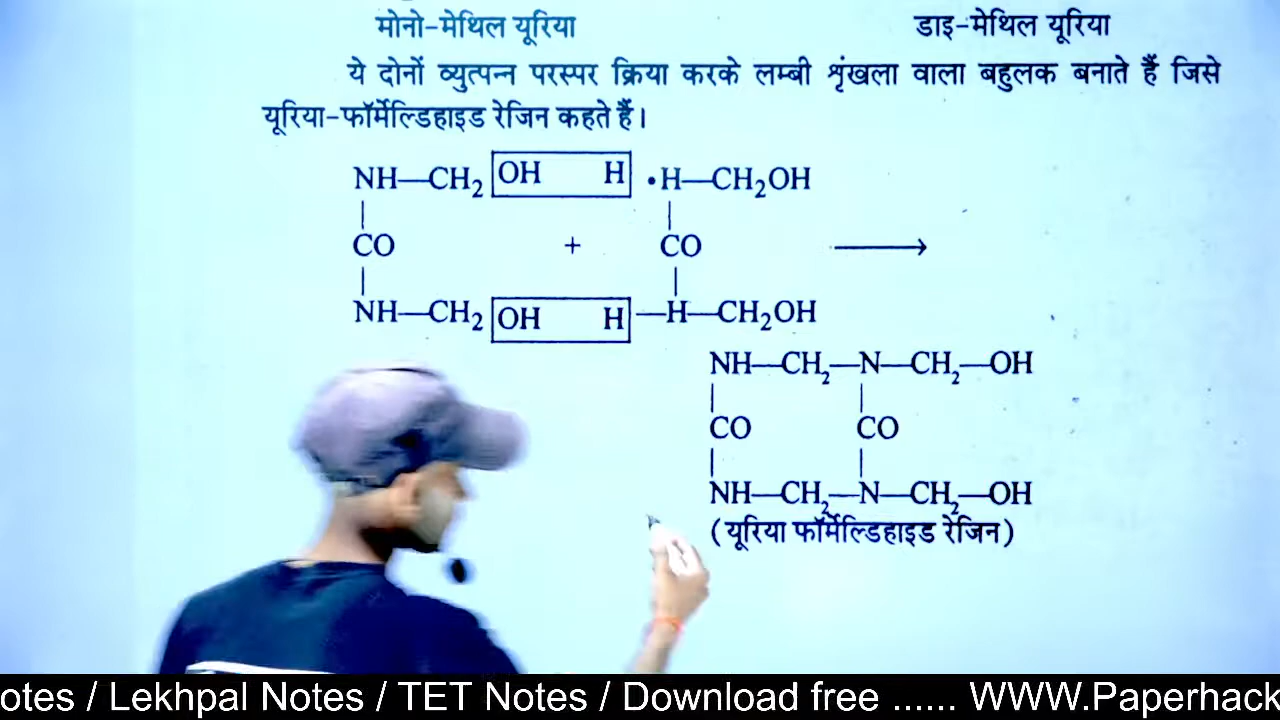 मोनो-मेथिल यूरिया डाइ-मेथिल यूरिया
ये दोनों व्युत्पन्न परस्पर क्रिया करके लम्बी शृंखला वाला बहुलक बनाते हैं जिसे
यूरिया-फॉर्मेल्डिहाइड रेजिन कहते हैं।
NH—CH₂ OH H •H—CH₂OH
| |
CO + CO ⟶
| |
NH—CH₂ OH H —H—CH₂OH
NH—CH₂—N—CH₂—OH
| |
CO CO
| |
NH—CH₂—N—CH₂—OH
(यूरिया फॉर्मेल्डिहाइड रेजिन)
otes / Lekhpal Notes / TET Notes / Download free ...... WWW.Paperhack